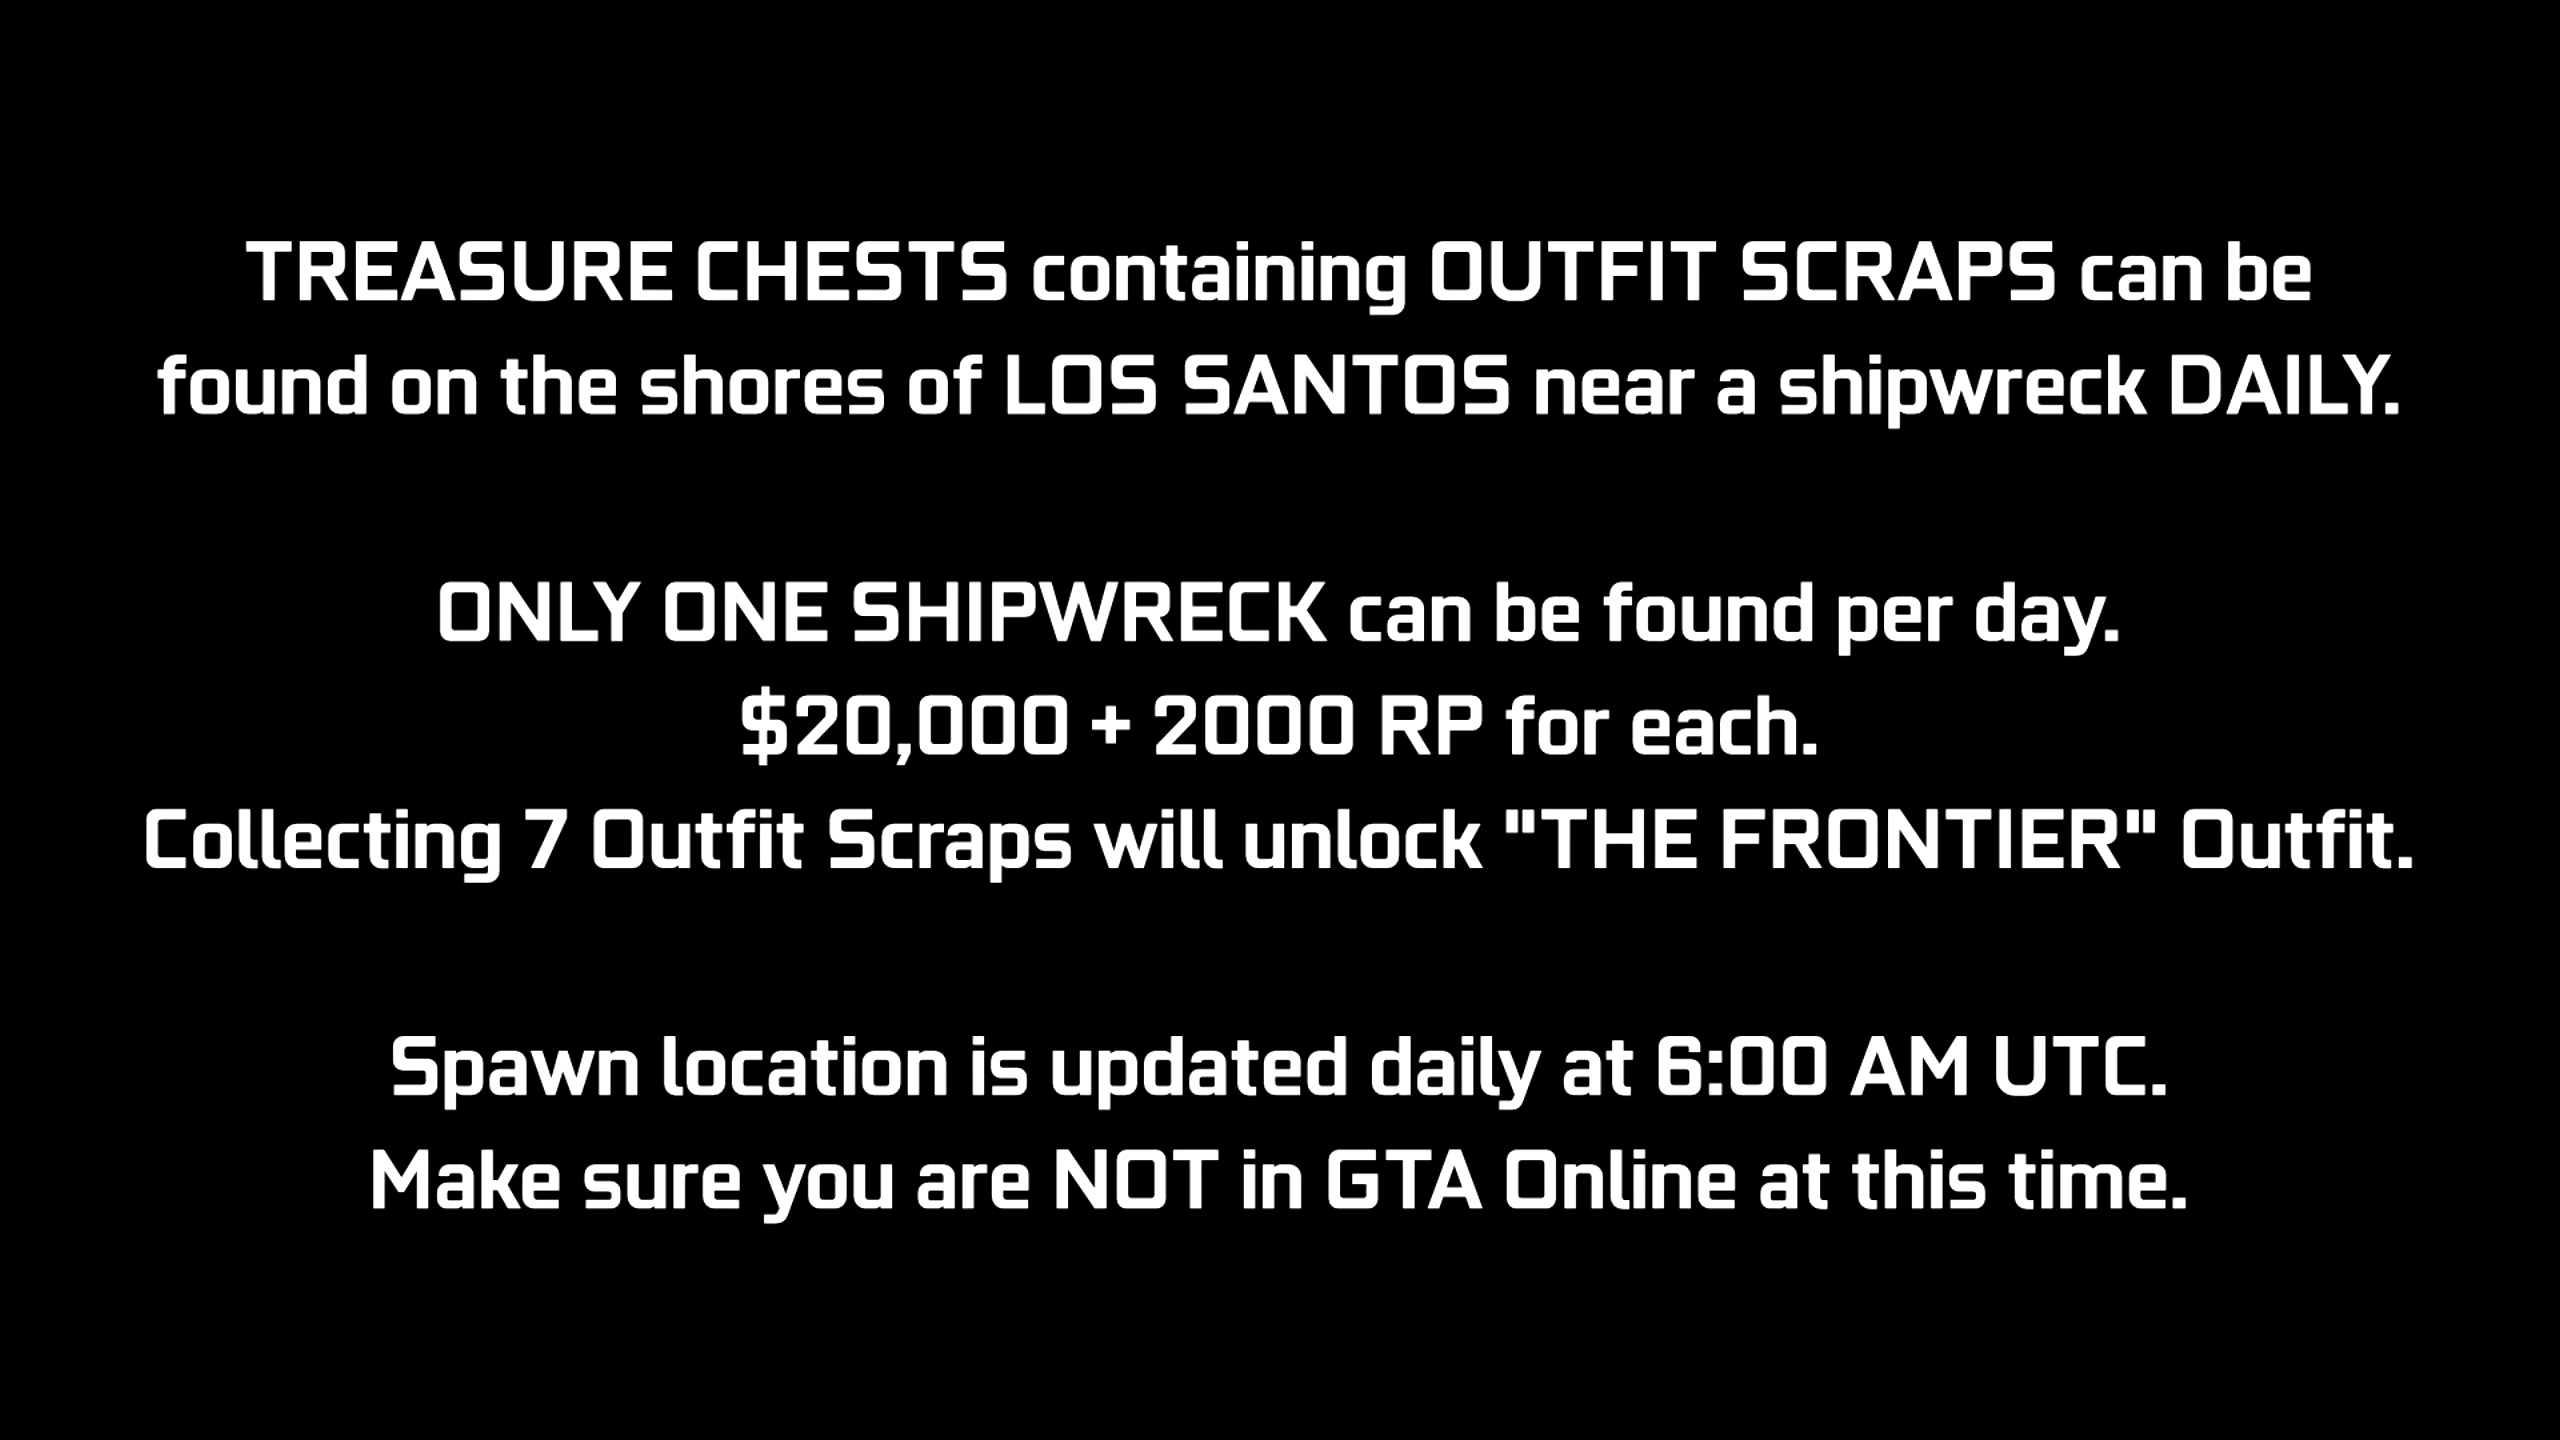 TREASURE CHESTS containing OUTFIT SCRAPS can be
found on the shores of LOS SANTOS near a shipwreck DAILY.
ONLY ONE SHIPWRECK can be found per day.
$20,000 + 2000 RP for each.
Collecting 7 Outfit Scraps will unlock "THE FRONTIER" Outfit.
Spawn location is updated daily at 6:00 AM UTC.
Make sure you are NOT in GTA Online at this time.